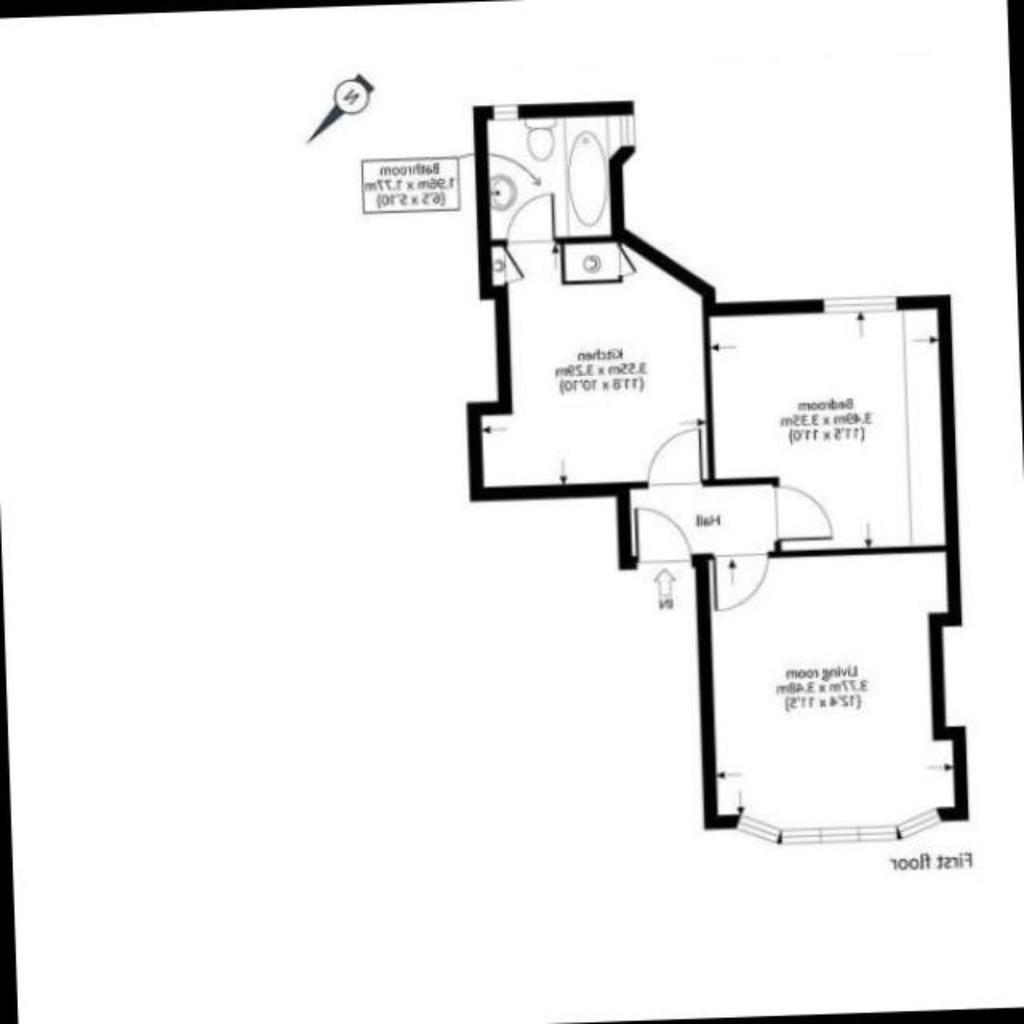 N
Bathroom
1.96m x 1.77m
(6'5 x 5'10)
C
C
Kitchen
3.55m x 3.29m
(11'8 x 10'10)
Bedroom
3.49m x 3.35m
(11'5 x 11'0)
Hall
IN
Living room
3.77m x 3.48m
(12'4 x 11'5)
First floor